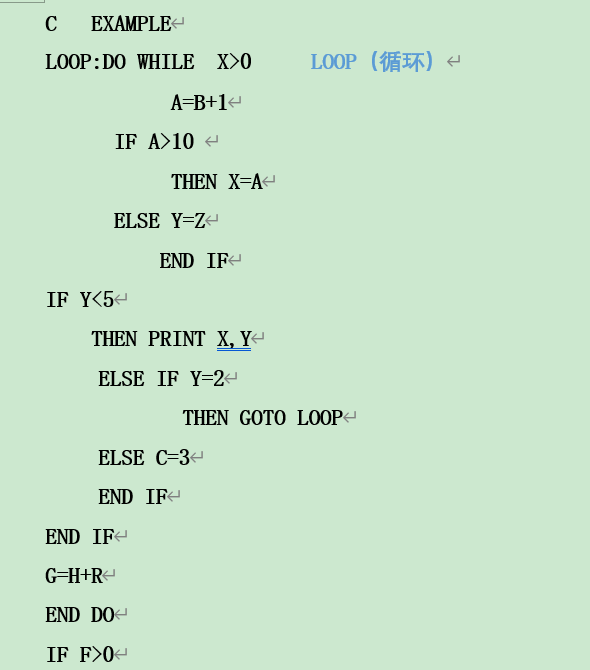 C   EXAMPLE
LOOP:DO WHILE  X>0     LOOP（循环）
A=B+1
IF A>10
THEN X=A
ELSE Y=Z
END IF
IF Y<5
THEN PRINT X,Y
ELSE IF Y=2
THEN GOTO LOOP
ELSE C=3
END IF
END IF
G=H+R
END DO
IF F>0